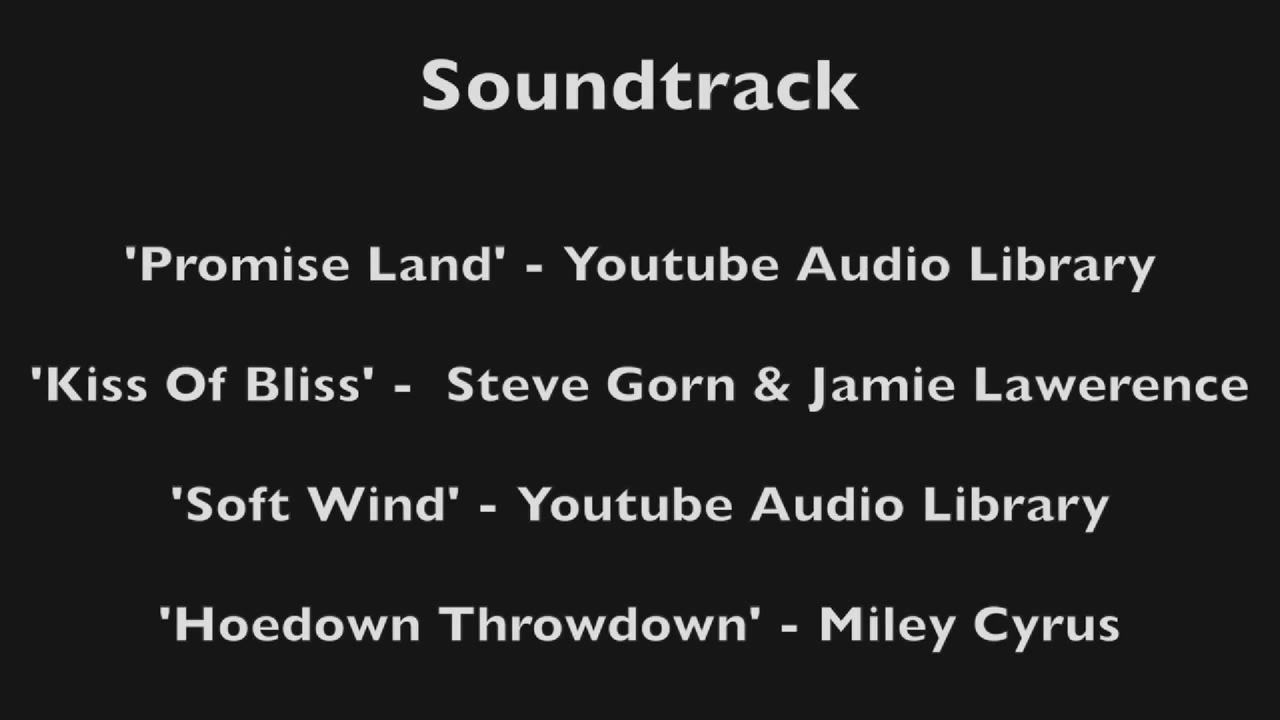 Soundtrack
'Promise Land' - Youtube Audio Library
'Kiss Of Bliss' -  Steve Gorn & Jamie Lawerence
'Soft Wind' - Youtube Audio Library
'Hoedown Throwdown' - Miley Cyrus